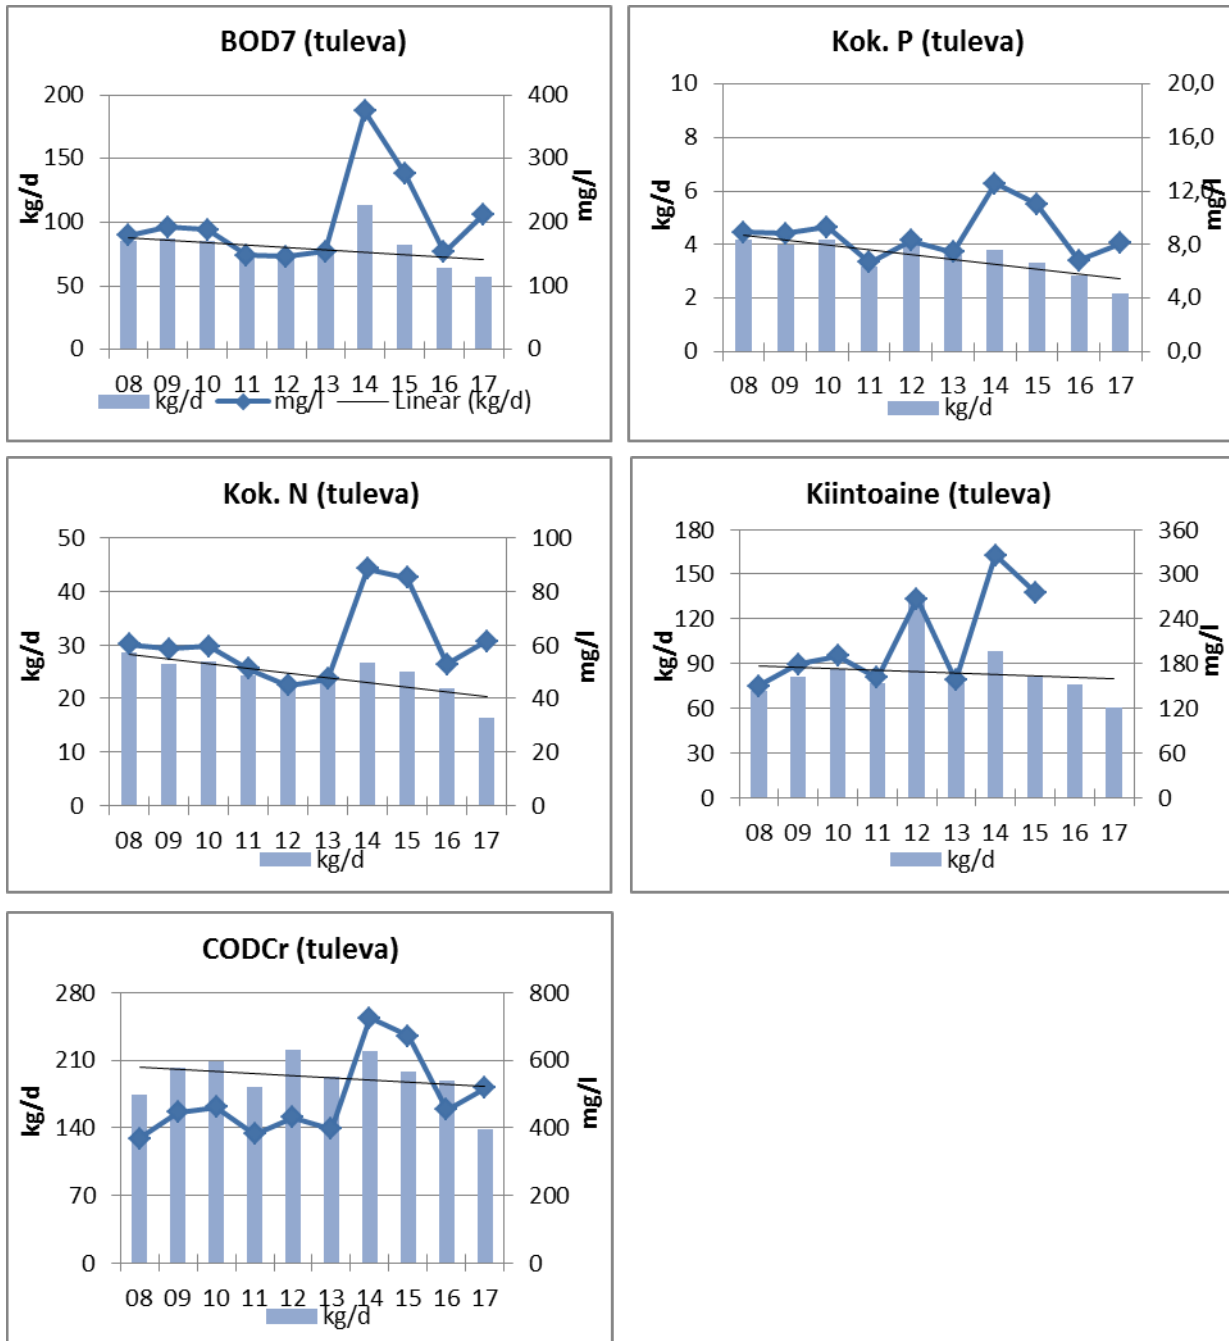 BOD7 (tuleva)
200
150
100
50
0
kg/d
400
300
200
100
0
mg/l
08 09 10 11 12 13 14 15 16 17
kg/d mg/l Linear (kg/d)
Kok. P (tuleva)
10
8
6
4
2
0
kg/d
20,0
16,0
12,0
8,0
4,0
0,0
mg/l
08 09 10 11 12 13 14 15 16 17
kg/d
Kok. N (tuleva)
50
40
30
20
10
0
kg/d
100
80
60
40
20
0
mg/l
08 09 10 11 12 13 14 15 16 17
kg/d
Kiintoaine (tuleva)
180
150
120
90
60
30
0
kg/d
360
300
240
180
120
60
0
mg/l
08 09 10 11 12 13 14 15 16 17
kg/d
CODCr (tuleva)
280
210
140
70
0
kg/d
800
600
400
200
0
mg/l
08 09 10 11 12 13 14 15 16 17
kg/d